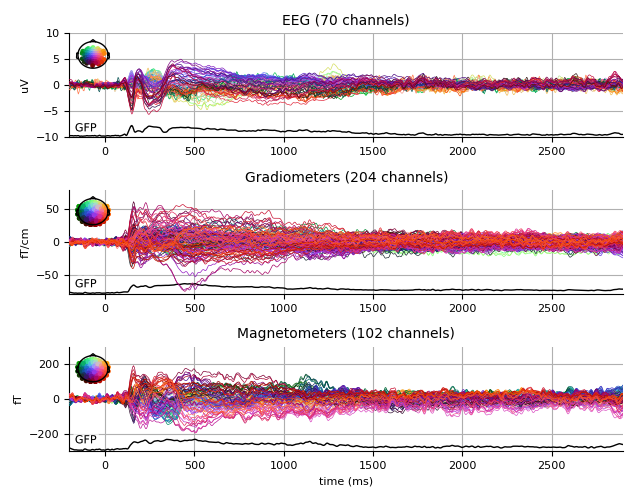 EEG (70 channels)
10
5
0
−5
−10
uV
GFP
0 500 1000 1500 2000 2500
Gradiometers (204 channels)
50
0
−50
fT/cm
GFP
0 500 1000 1500 2000 2500
Magnetometers (102 channels)
200
0
−200
fT
GFP
0 500 1000 1500 2000 2500
time (ms)